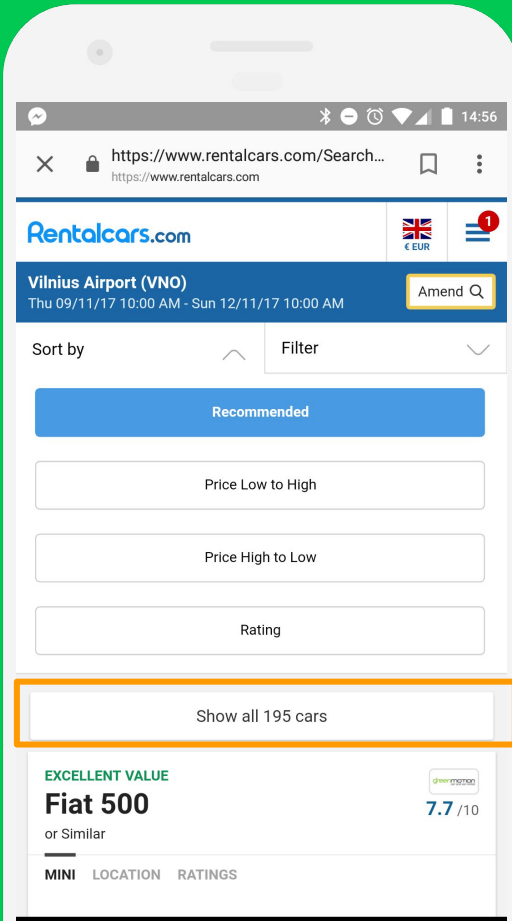 14:56
https://www.rentalcars.com/Search...
https://www.rentalcars.com
Rentalcars.com
€ EUR
1
Vilnius Airport (VNO)
Thu 09/11/17 10:00 AM - Sun 12/11/17 10:00 AM
Amend
Sort by
Filter
Recommended
Price Low to High
Price High to Low
Rating
Show all 195 cars
EXCELLENT VALUE
greenmotion
Fiat 500
7.7 /10
or Similar
MINI LOCATION RATINGS